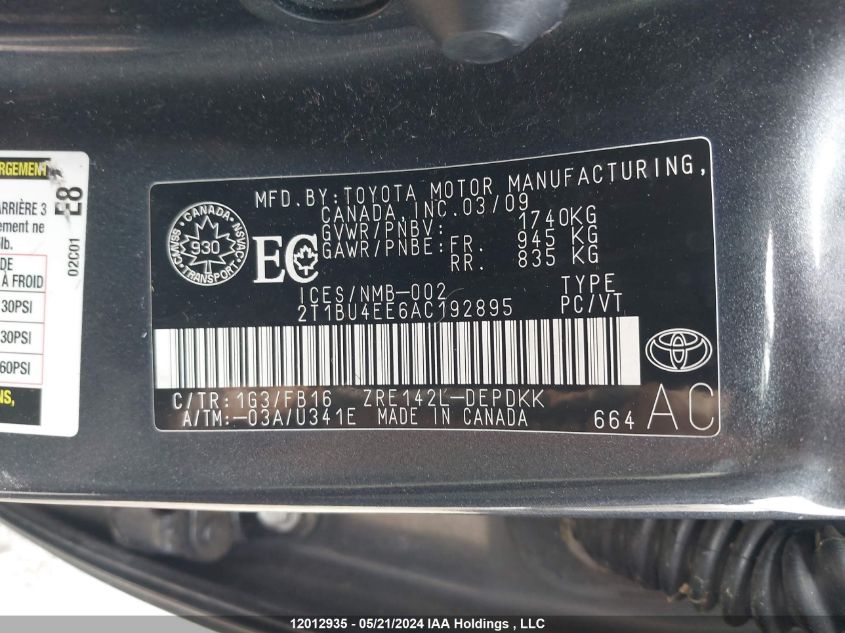 RGEMENT
E8
ARRIÈRE 3
ement ne
lb.
02C01
DE
À FROID
30PSI
30PSI
60PSI
NS,
MFD.BY:TOYOTA MOTOR MANUFACTURING,
CANADA, INC.03/09
GVWR/PNBV: 1740KG
GAWR/PNBE:FR. 945 KG
RR. 835 KG
CANADA
930
TRANSPORT
CMVSS
NSVAC
EC
ICES/NMB-002
TYPE
2T1BU4EE6AC192895
PC/VT
C/TR:1G3/FB16 ZRE142L-DEPDKK
A/TM:-03A/U341E MADE IN CANADA
664
AC
12012935 - 05/21/2024 IAA Holdings , LLC